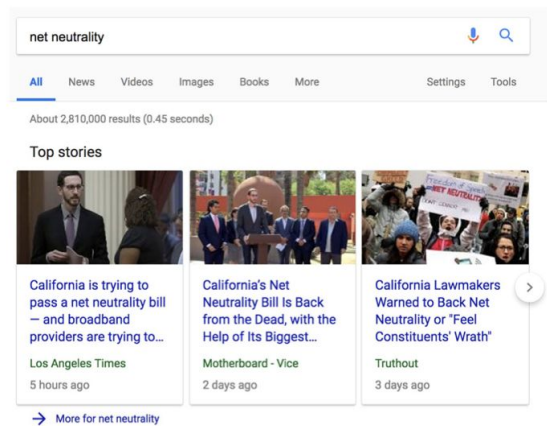 net neutrality
All News Videos Images Books More Settings Tools
About 2,810,000 results (0.45 seconds)
Top stories
NET NEUTRALITY
California is trying to
pass a net neutrality bill
— and broadband
providers are trying to...
Los Angeles Times
5 hours ago
California's Net
Neutrality Bill Is Back
from the Dead, with the
Help of Its Biggest...
Motherboard - Vice
2 days ago
California Lawmakers
Warned to Back Net
Neutrality or "Feel
Constituents' Wrath"
Truthout
3 days ago
More for net neutrality